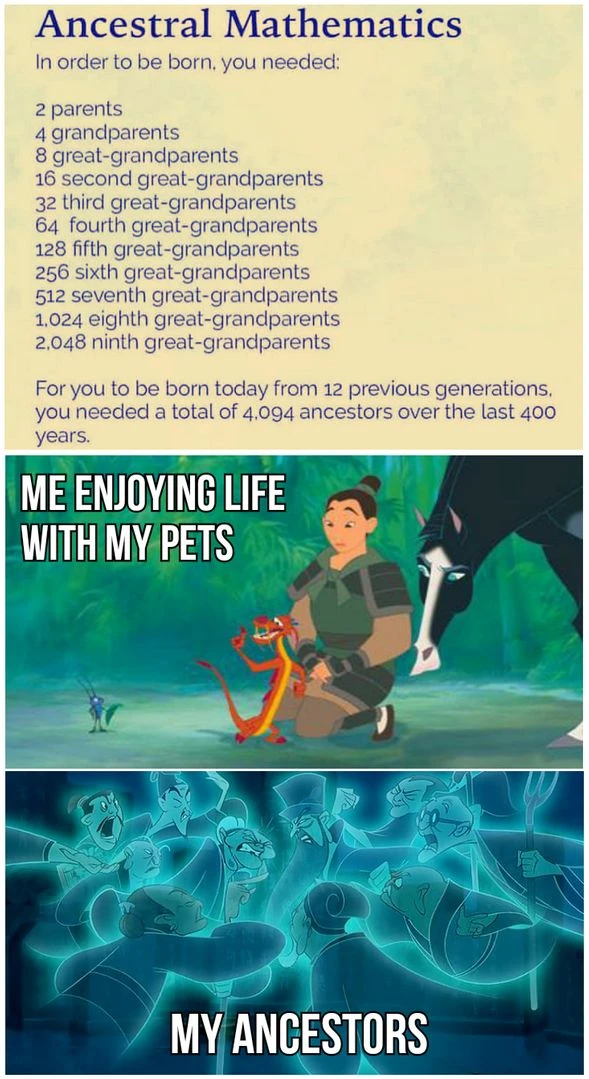 Ancestral Mathematics
In order to be born, you needed:
2 parents
4 grandparents
8 great-grandparents
16 second great-grandparents
32 third great-grandparents
64 fourth great-grandparents
128 fifth great-grandparents
256 sixth great-grandparents
512 seventh great-grandparents
1,024 eighth great-grandparents
2,048 ninth great-grandparents
For you to be born today from 12 previous generations,
you needed a total of 4,094 ancestors over the last 400
years.
ME ENJOYING LIFE
WITH MY PETS
MY ANCESTORS